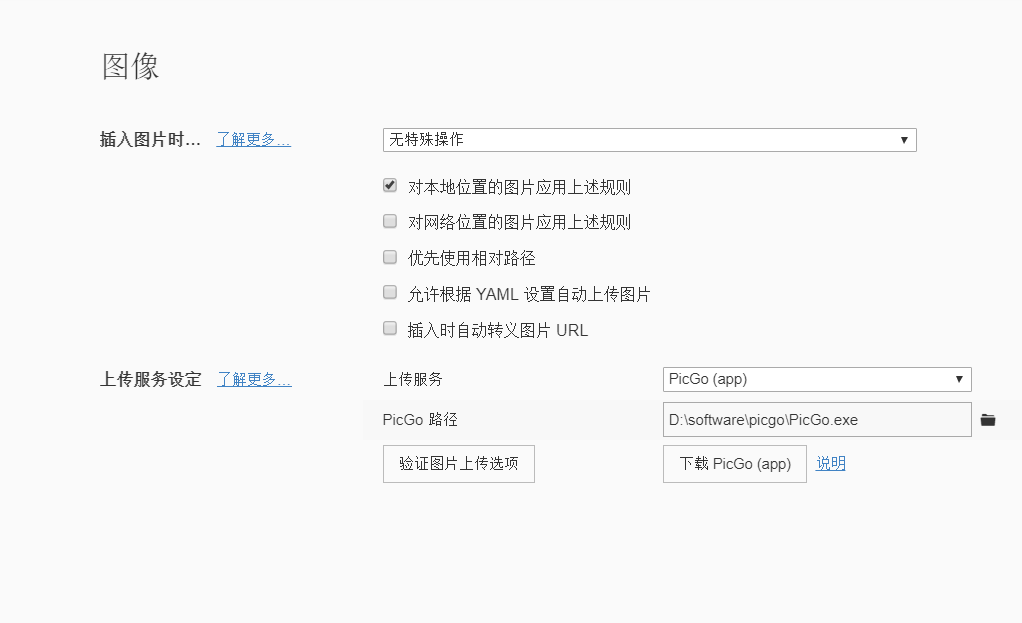 图像
插入图片时... 了解更多... 无特殊操作
对本地位置的图片应用上述规则
对网络位置的图片应用上述规则
优先使用相对路径
允许根据 YAML 设置自动上传图片
插入时自动转义图片 URL
上传服务设定 了解更多... 上传服务 PicGo (app)
PicGo 路径 D:\software\picgo\PicGo.exe
验证图片上传选项 下载 PicGo (app) 说明